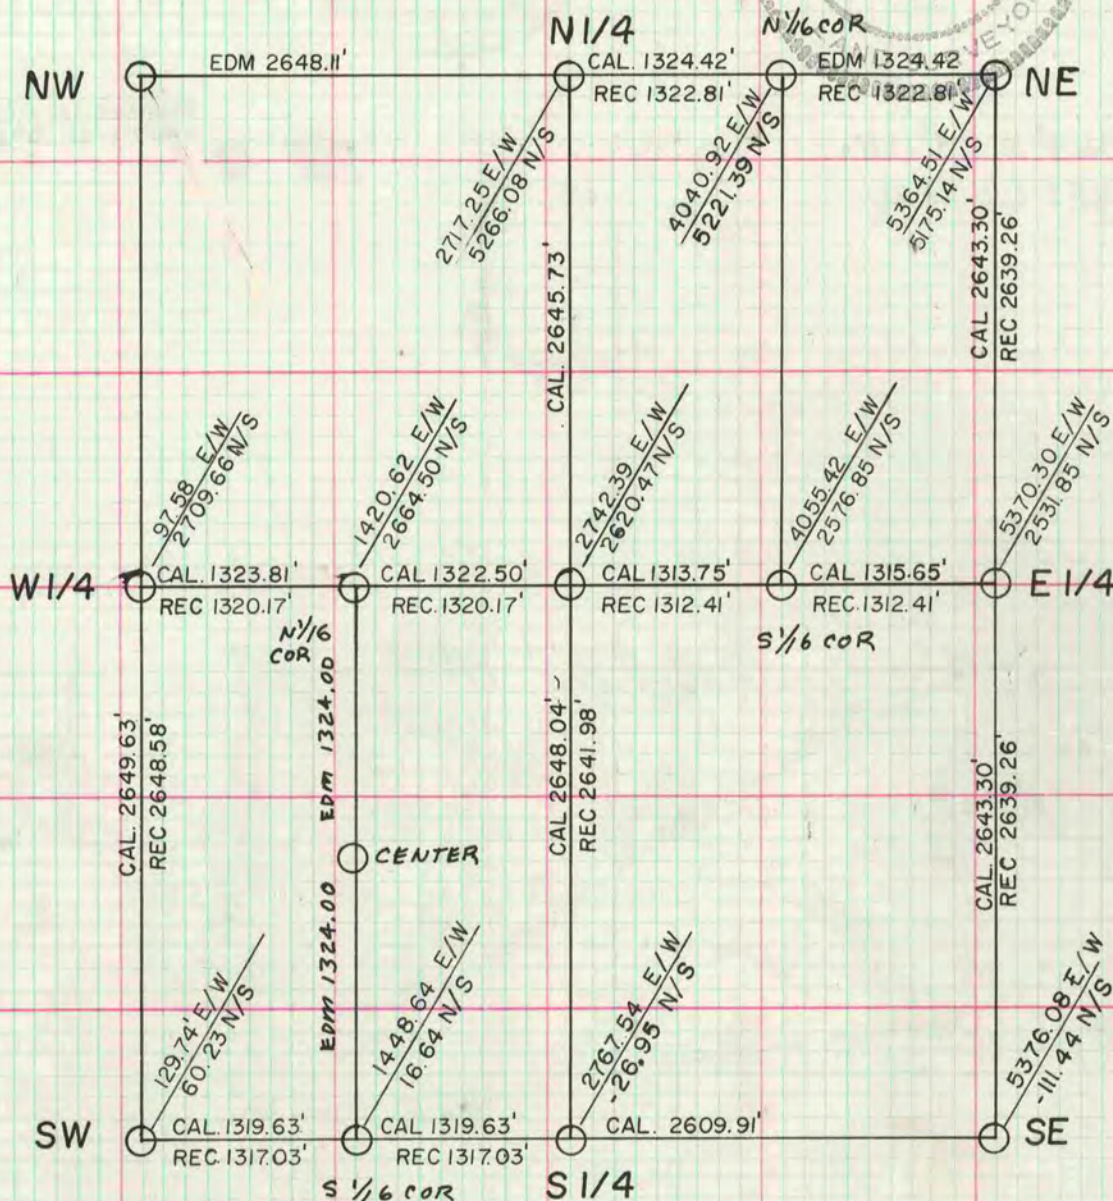 LAND SURVEYOR
N1/4
N 1/16 COR
NW
EDM 2648.11'
CAL. 1324.42'
REC 1322.81'
EDM 1324.42
REC 1322.81'
NE
2717.25 E/W
5266.08 N/S
4040.92 E/W
5221.39 N/S
5364.51 E/W
5175.14 N/S
CAL. 2645.73'
CAL 2643.30'
REC 2639.26'
97.58 E/W
2709.66 N/S
1420.62 E/W
2664.50 N/S
2742.39 E/W
2620.47 N/S
4055.42 E/W
2576.85 N/S
5370.30 E/W
2531.85 N/S
W1/4
CAL. 1323.81'
REC 1320.17'
CAL 1322.50'
REC. 1320.17'
CAL 1313.75'
REC 1312.41'
CAL 1315.65'
REC. 1312.41'
E 1/4
N 1/16
COR
S 1/16 COR
CAL. 2649.63'
REC 2648.58'
EDM 1324.00
CAL 2648.04'
REC 2641.98'
CAL. 2643.30'
REC 2639.26'
CENTER
EDM 1324.00
129.74' E/W
60.23 N/S
1448.64 E/W
16.64 N/S
2767.54 E/W
-26.95 N/S
5376.08 E/W
-111.44 N/S
SW
CAL. 1319.63'
REC 1317.03'
CAL 1319.63'
REC 1317.03'
CAL. 2609.91'
SE
S 1/16 COR
S 1/4